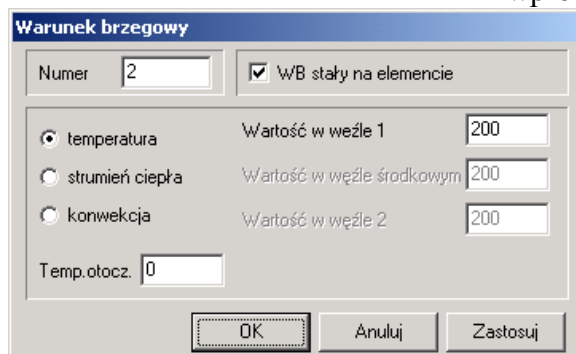 Warunek brzegowy
Numer 2
WB stały na elemencie
temperatura
strumień ciepła
konwekcja
Temp.otocz. 0
Wartość w weźle 1 200
Wartość w węźle środkowym 200
Wartość w węźle 2 200
OK Anuluj Zastosuj